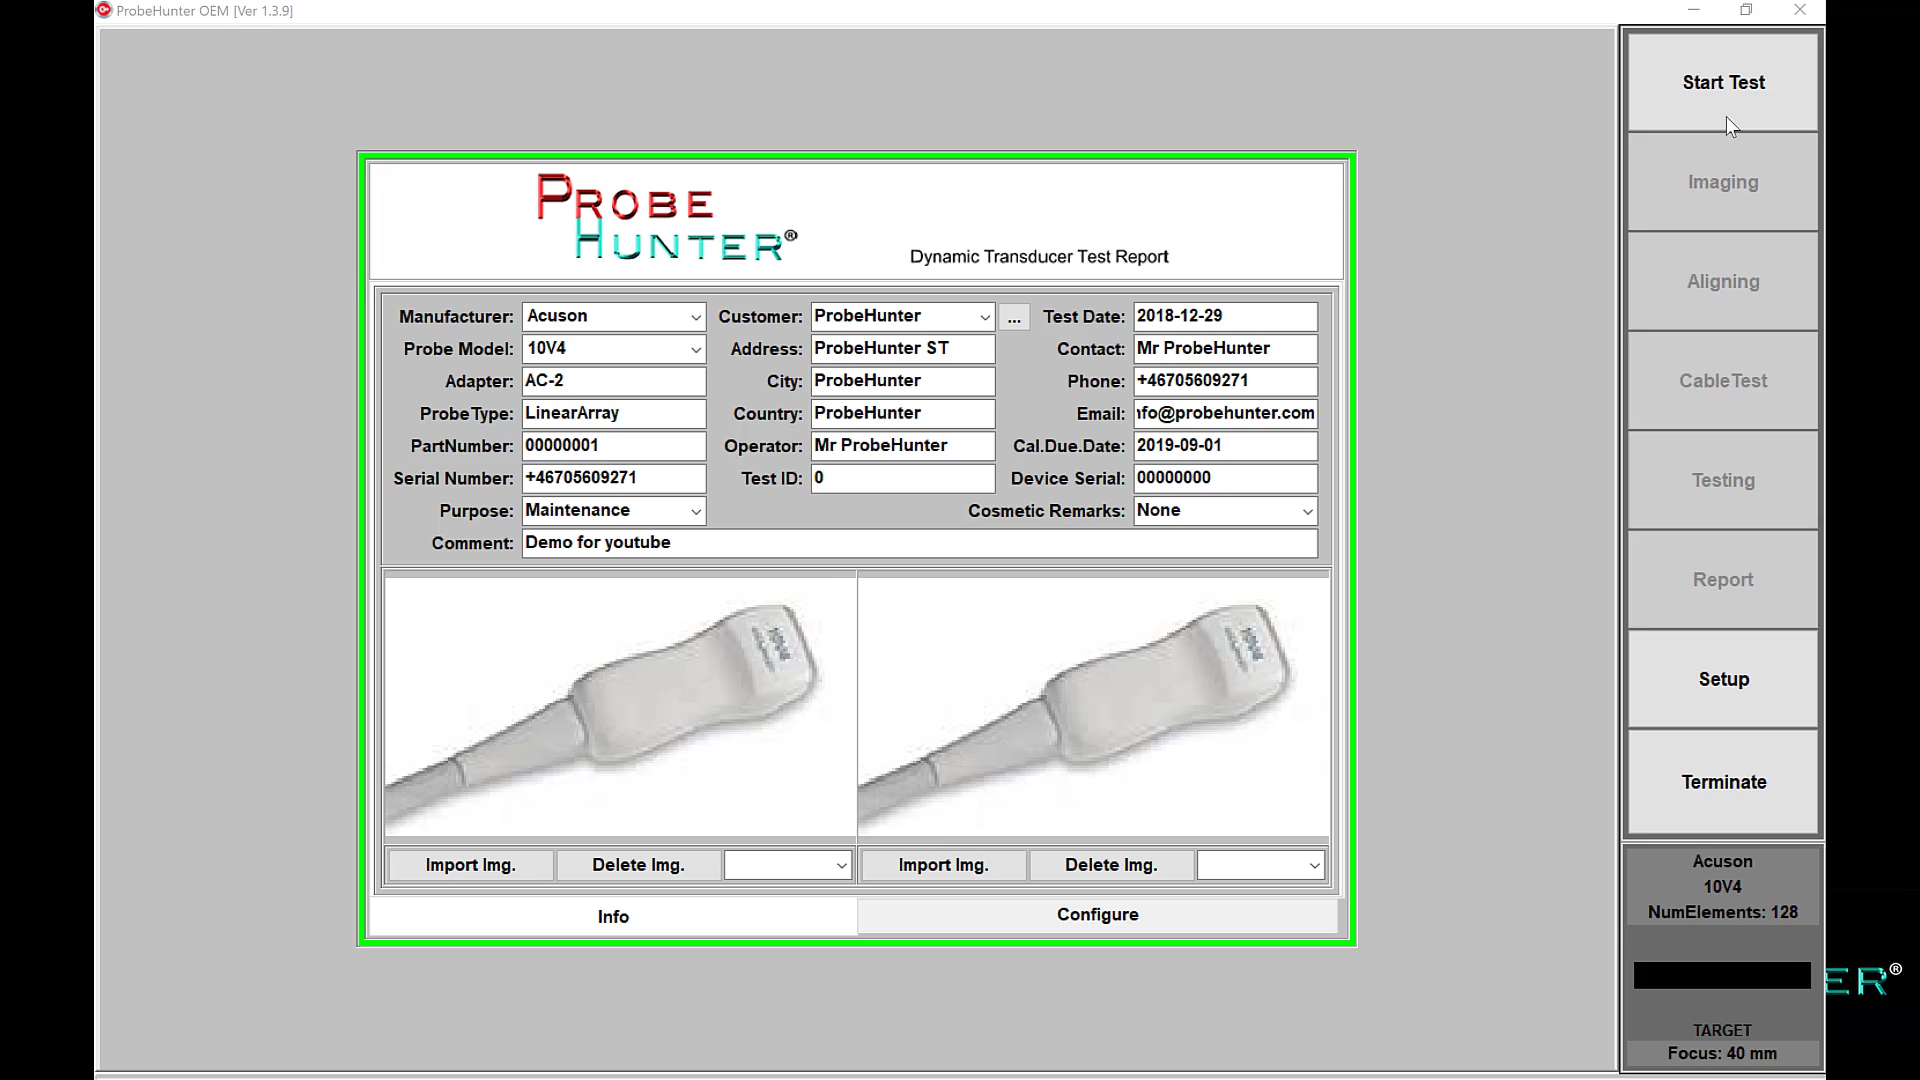 ProbeHunter OEM [Ver 1.3.9]
Start Test
Imaging
Aligning
CableTest
Testing
Report
Setup
Terminate
PROBE
HUNTER®
Dynamic Transducer Test Report
Manufacturer: Acuson Customer: ProbeHunter ... Test Date: 2018-12-29
Probe Model: 10V4 Address: ProbeHunter ST Contact: Mr ProbeHunter
Adapter: AC-2 City: ProbeHunter Phone: +46705609271
ProbeType: LinearArray Country: ProbeHunter Email: nfo@probehunter.com
PartNumber: 00000001 Operator: Mr ProbeHunter Cal.Due.Date: 2019-09-01
Serial Number: +46705609271 Test ID: 0 Device Serial: 00000000
Purpose: Maintenance Cosmetic Remarks: None
Comment: Demo for youtube
Import Img. Delete Img. Import Img. Delete Img.
Info Configure
Acuson
10V4
NumElements: 128
TARGET
Focus: 40 mm
ER®